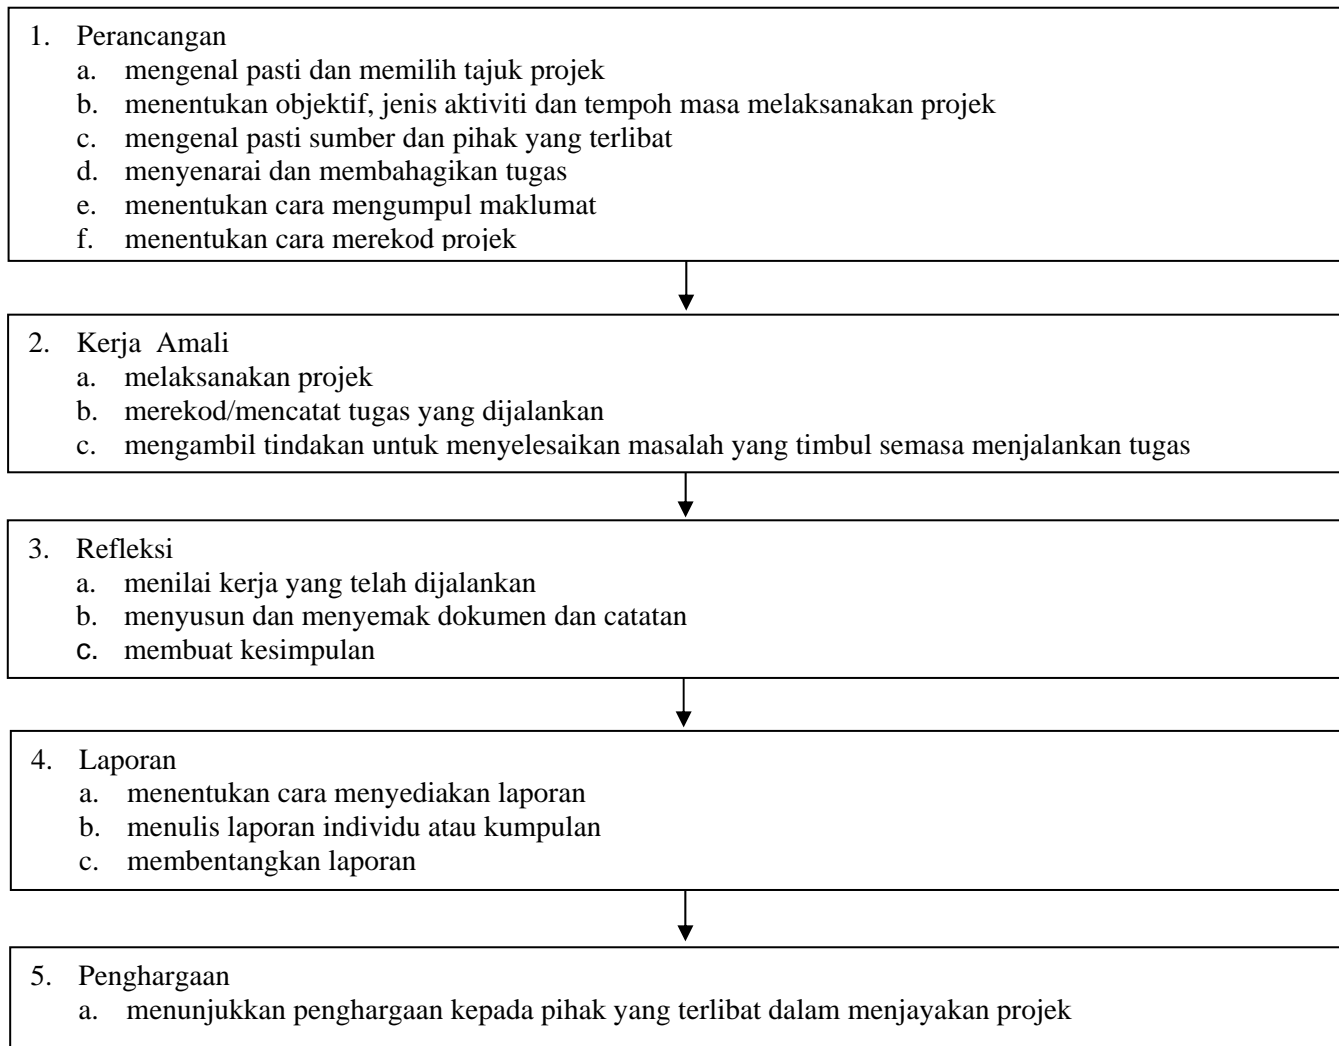 1. Perancangan
a. mengenal pasti dan memilih tajuk projek
b. menentukan objektif, jenis aktiviti dan tempoh masa melaksanakan projek
c. mengenal pasti sumber dan pihak yang terlibat
d. menyenarai dan membahagikan tugas
e. menentukan cara mengumpul maklumat
f. menentukan cara merekod projek
2. Kerja Amali
a. melaksanakan projek
b. merekod/mencatat tugas yang dijalankan
c. mengambil tindakan untuk menyelesaikan masalah yang timbul semasa menjalankan tugas
3. Refleksi
a. menilai kerja yang telah dijalankan
b. menyusun dan menyemak dokumen dan catatan
c. membuat kesimpulan
4. Laporan
a. menentukan cara menyediakan laporan
b. menulis laporan individu atau kumpulan
c. membentangkan laporan
5. Penghargaan
a. menunjukkan penghargaan kepada pihak yang terlibat dalam menjayakan projek